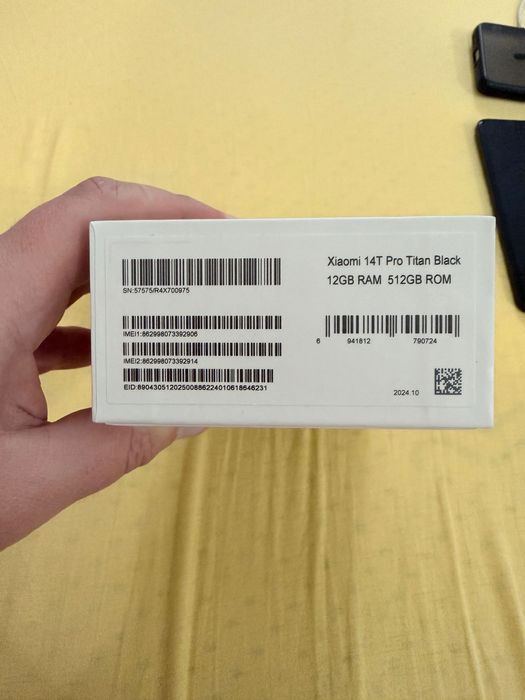 SN:57575/R4X700975
IMEI1:862998073392906
IMEI2:862998073392914
EID:89043051202500886224010618646231
Xiaomi 14T Pro Titan Black
12GB RAM 512GB ROM
6 941812 790724
2024.10